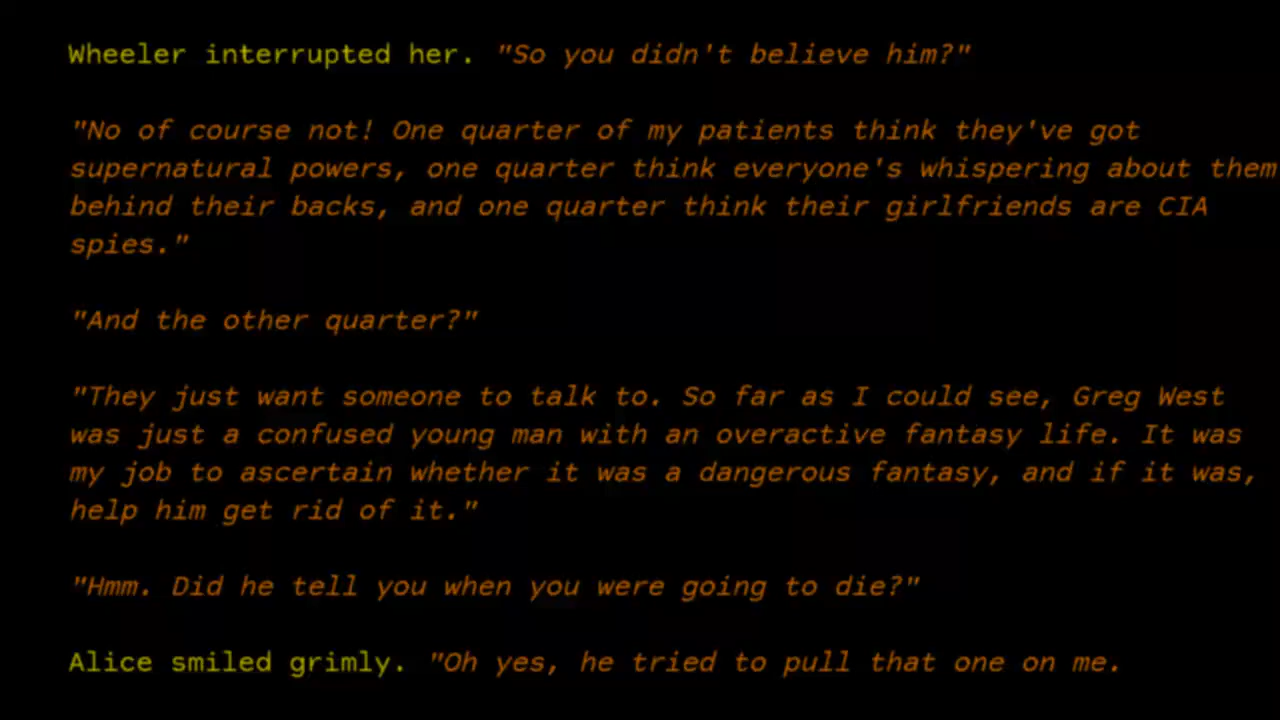 Wheeler interrupted her. "So you didn't believe him?"
"No of course not! One quarter of my patients think they've got
supernatural powers, one quarter think everyone's whispering about them
behind their backs, and one quarter think their girlfriends are CIA
spies."
"And the other quarter?"
"They just want someone to talk to. So far as I could see, Greg West
was just a confused young man with an overactive fantasy life. It was
my job to ascertain whether it was a dangerous fantasy, and if it was,
help him get rid of it."
"Hmm. Did he tell you when you were going to die?"
Alice smiled grimly. "Oh yes, he tried to pull that one on me.